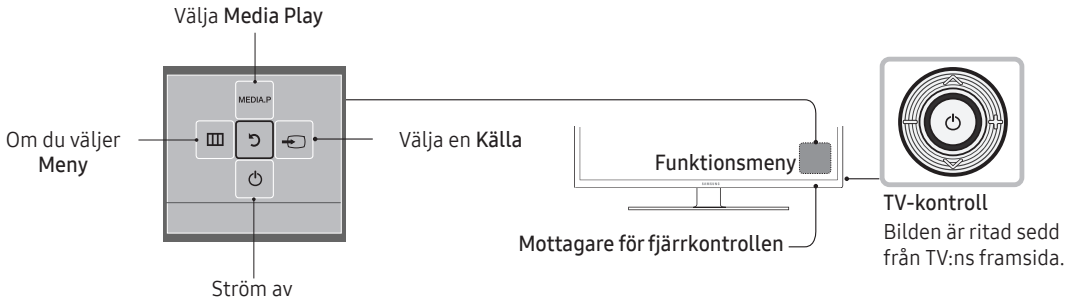 Välja Media Play
MEDIA.P
Om du väljer
Meny
Välja en Källa
Ström av
Funktionsmeny
SAMSUNG
Mottagare för fjärrkontrollen
TV-kontroll
Bilden är ritad sedd
från TV:ns framsida.